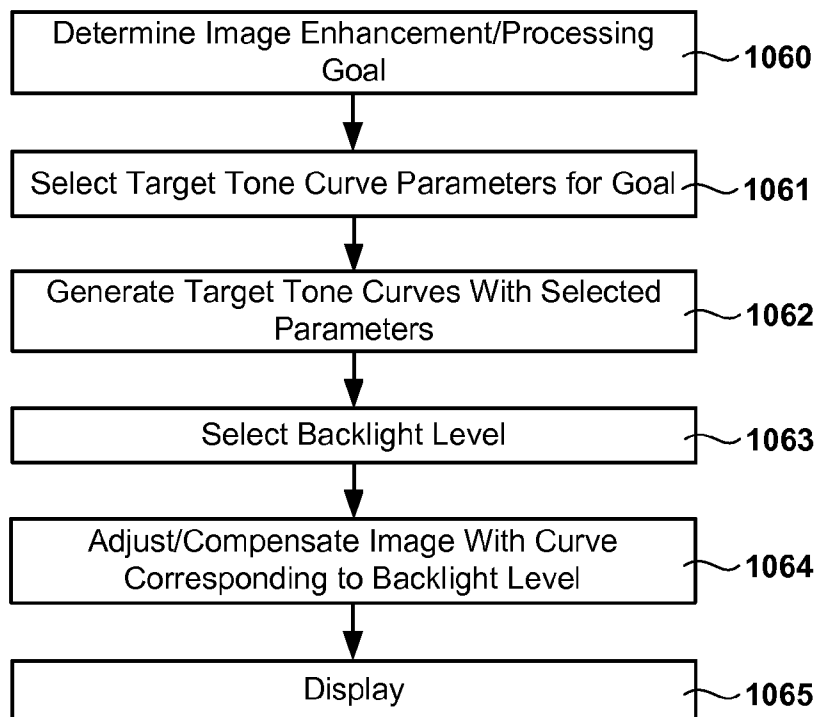 Determine Image Enhancement/Processing
Goal
1060
Select Target Tone Curve Parameters for Goal
1061
Generate Target Tone Curves With Selected
Parameters
1062
Select Backlight Level
1063
Adjust/Compensate Image With Curve
Corresponding to Backlight Level
1064
Display
1065